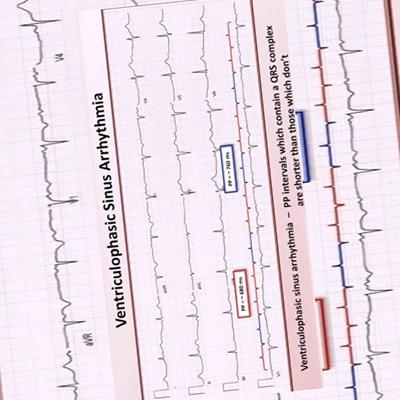 Ventriculophasic Sinus Arrhythmia
V4
aVR
PP = ~ 760 ms
PP = ~ 680 ms
Ventriculophasic sinus arrhythmia – PP intervals which contain a QRS complex
are shorter than those which don't